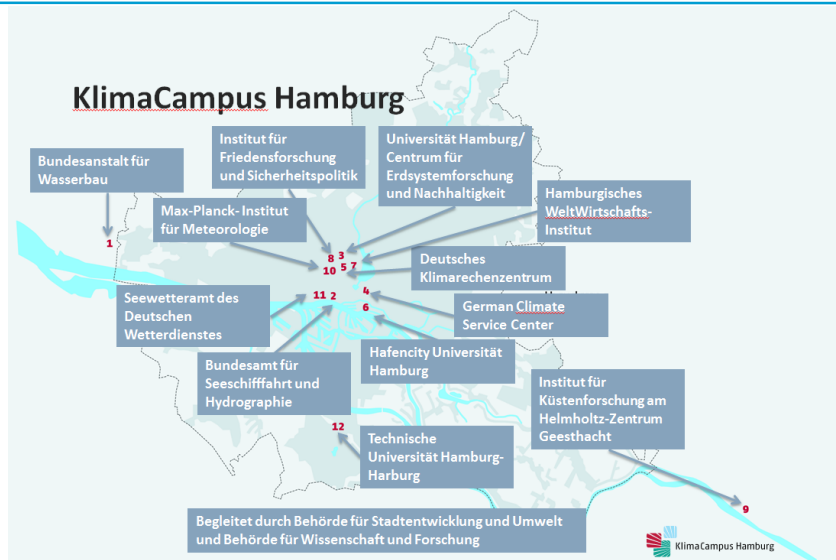 KlimaCampus Hamburg
Institut für
Friedensforschung
und Sicherheitspolitik
Universität Hamburg/
Centrum für
Erdsystemforschung
und Nachhaltigkeit
Bundesanstalt für
Wasserbau
Hamburgisches
WeltWirtschafts-
Institut
Max-Planck- Institut
für Meteorologie
1
8
3
10
5
7
Deutsches
Klimarechenzentrum
Seewetteramt des
Deutschen
Wetterdienstes
11
2
4
6
German Climate
Service Center
Bundesamt für
Seeschifffahrt und
Hydrographie
Hafencity Universität
Hamburg
Institut für
Küstenforschung am
Helmholtz-Zentrum
Geesthacht
12
Technische
Universität Hamburg-
Harburg
9
Begleitet durch Behörde für Stadtentwicklung und Umwelt
und Behörde für Wissenschaft und Forschung
KlimaCampus Hamburg